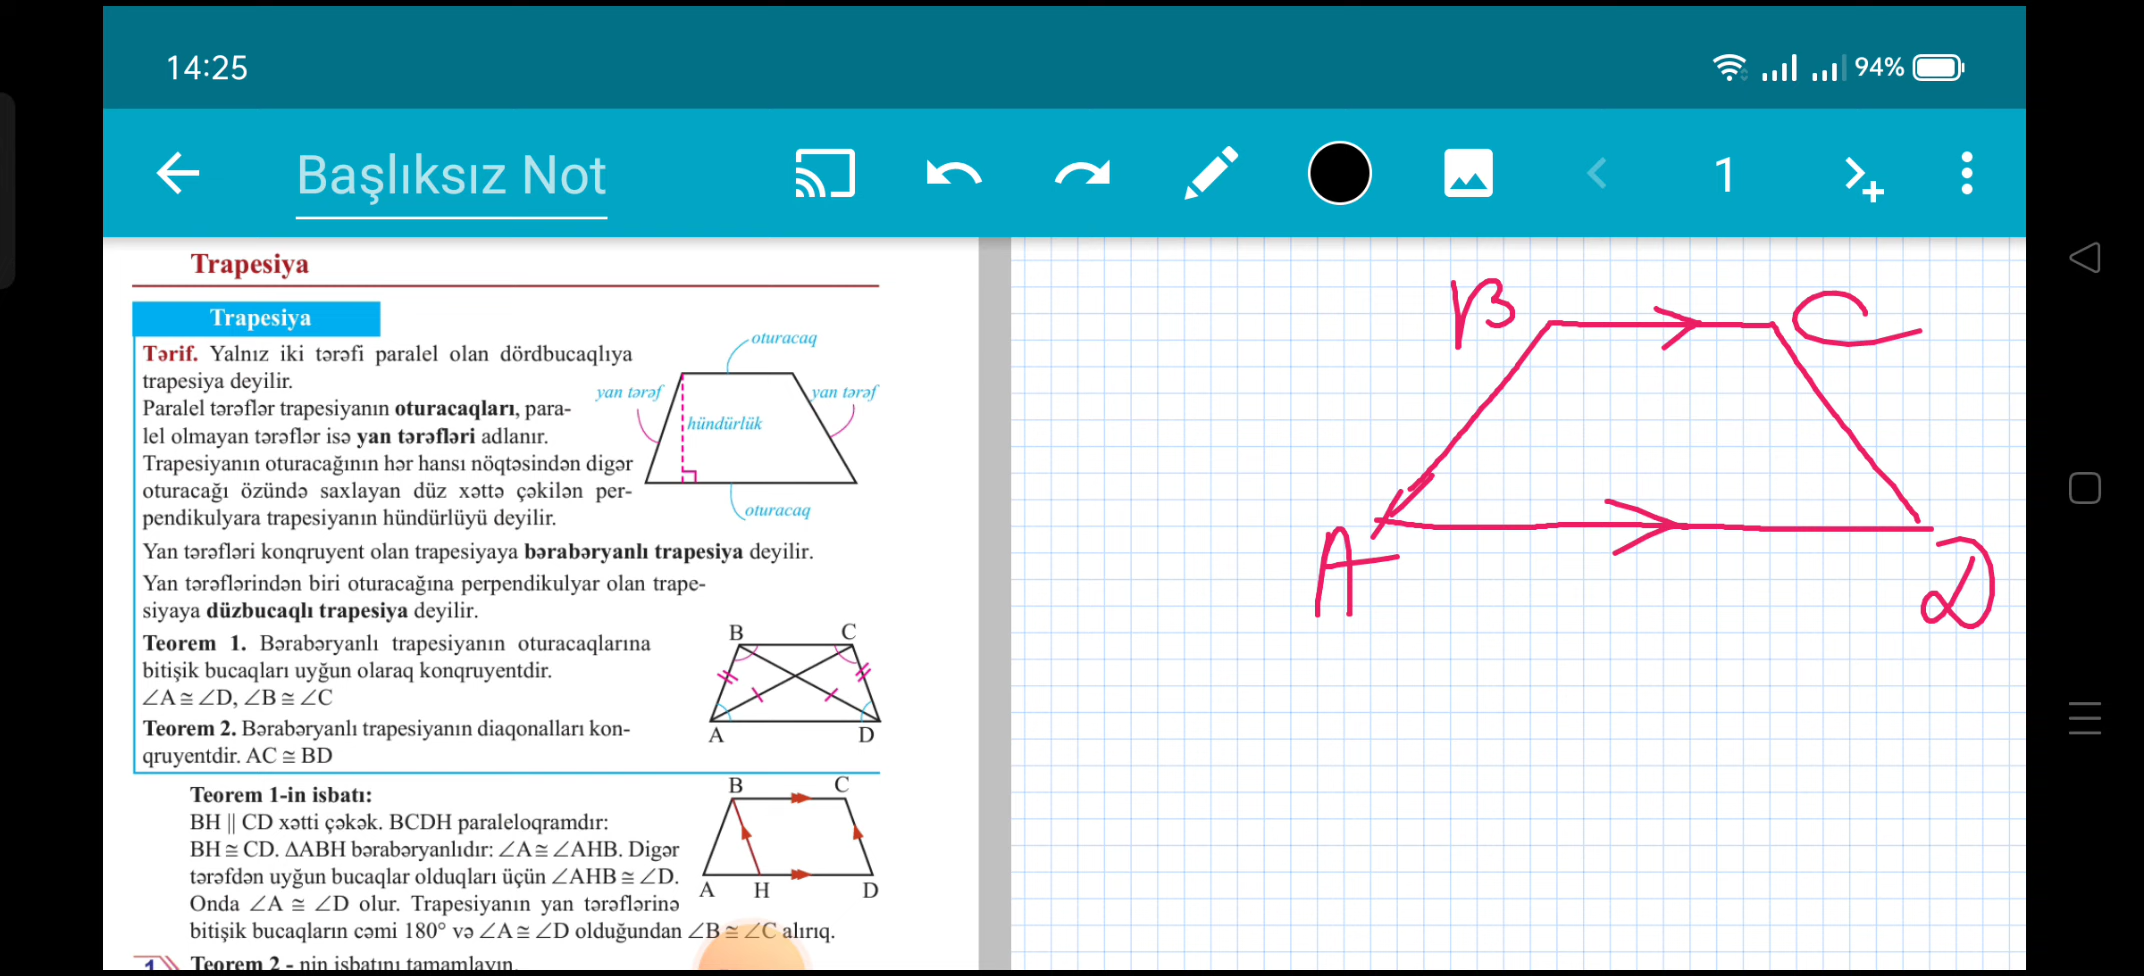 14:25
94%
Başlıksız Not
1
Trapesiya
Trapesiya
Tərif. Yalnız iki tərəfi paralel olan dördbucaqlıya
trapesiya deyilir.
Paralel tərəflər trapesiyanın oturacaqları, para-
lel olmayan tərəflər isə yan tərəfləri adlanır.
Trapesiyanın oturacağının hər hansı nöqtəsindən digər
oturacağı özündə saxlayan düz xəttə çəkilən per-
pendikulyara trapesiyanın hündürlüyü deyilir.
oturacaq
yan tərəf
yan tərəf
hündürlük
oturacaq
Yan tərəfləri konqruyent olan trapesiyaya bərabəryanlı trapesiya deyilir.
Yan tərəflərindən biri oturacağına perpendikulyar olan trape-
siyaya düzbucaqlı trapesiya deyilir.
Teorem 1. Bərabəryanlı trapesiyanın oturacaqlarına
bitişik bucaqları uyğun olaraq konqruyentdir.
∠A ≅ ∠D, ∠B ≅ ∠C
Teorem 2. Bərabəryanlı trapesiyanın diaqonalları kon-
qruyentdir. AC ≅ BD
B C
A D
Teorem 1-in isbatı:
BH || CD xətti çəkək. BCDH paraleloqramdır:
BH ≅ CD. ΔABH bərabəryanlıdır: ∠A ≅ ∠AHB. Digər
tərəfdən uyğun bucaqlar olduqları üçün ∠AHB ≅ ∠D.
Onda ∠A ≅ ∠D olur. Trapesiyanın yan tərəflərinə
bitişik bucaqların cəmi 180° və ∠A ≅ ∠D olduğundan ∠B ≅ ∠C alırıq.
B C
A H D
1
Teorem 2 - nin isbatını tamamlayın.
B C
A D